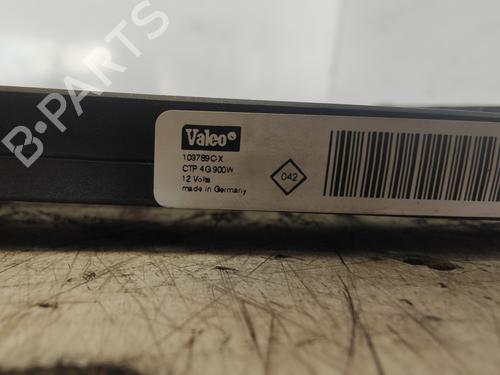 B-PARTS
Valeo
103789C-X
CTP 4G 900W
12 Volts
made in Germany
042